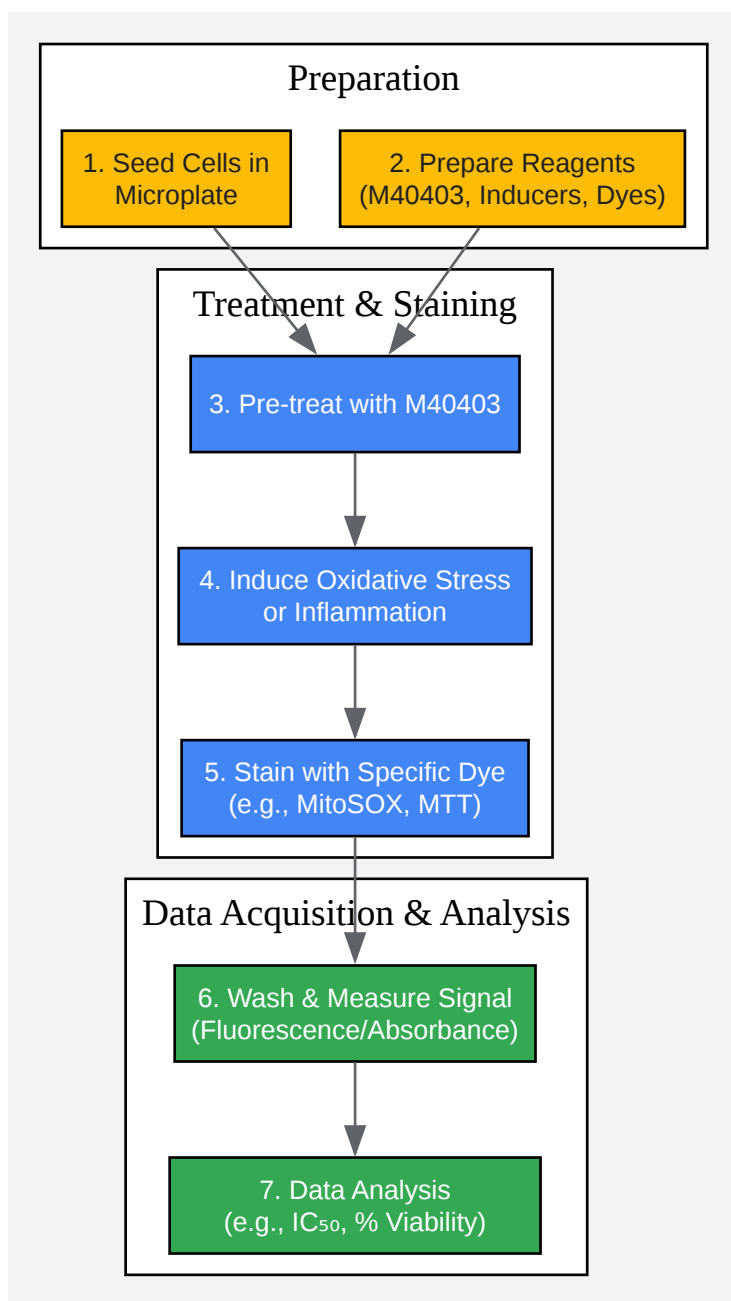 Preparation
1. Seed Cells in
Microplate
2. Prepare Reagents
(M40403, Inducers, Dyes)
Treatment & Staining
3. Pre-treat with M40403
4. Induce Oxidative Stress
or Inflammation
5. Stain with Specific Dye
(e.g., MitoSOX, MTT)
Data Acquisition & Analysis
6. Wash & Measure Signal
(Fluorescence/Absorbance)
7. Data Analysis
(e.g., IC₅₀, % Viability)